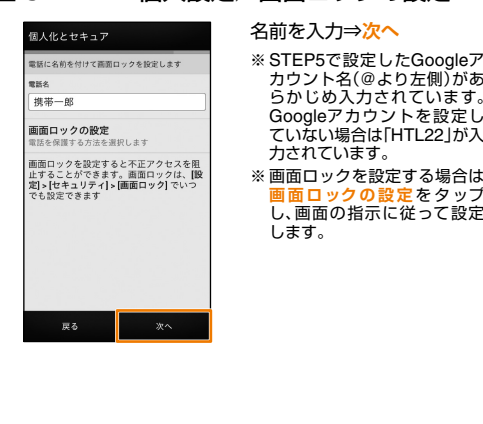 個人化とセキュア
電話に名前を付けて画面ロックを設定します
電話名
携帯一郎
画面ロックの設定
電話を保護する方法を選択します
画面ロックを設定すると不正アクセスを阻
止することができます。画面ロックは、[設
定] > [セキュリティ] > [画面ロック] でいつ
でも設定できます
戻る
次へ
名前を入力⇒次へ
※ STEP5で設定したGoogleア
カウント名(@より左側)があ
らかじめ入力されています。
Googleアカウントを設定し
ていない場合は「HTL22」が入
力されています。
※ 画面ロックを設定する場合は
画面ロックの設定をタップ
し、画面の指示に従って設定
します。